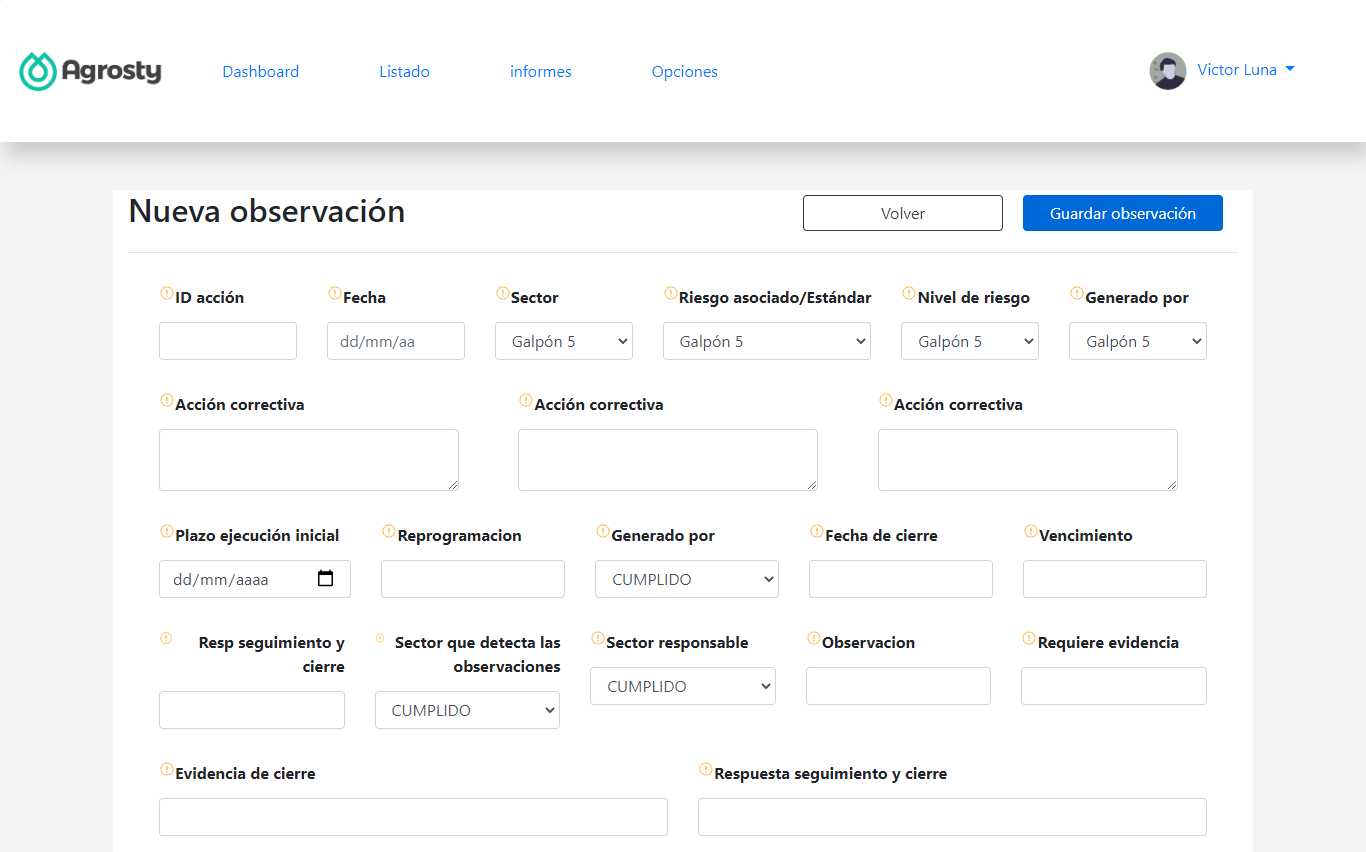 Agrosty
Dashboard
Listado
informes
Opciones
Victor Luna
Nueva observación
Volver
Guardar observación
ID acción
Fecha
Sector
Riesgo asociado/Estándar
Nivel de riesgo
Generado por
dd/mm/aa
Galpón 5
Galpón 5
Galpón 5
Galpón 5
Acción correctiva
Acción correctiva
Acción correctiva
Plazo ejecución inicial
Reprogramacion
Generado por
Fecha de cierre
Vencimiento
dd/mm/aaaa
CUMPLIDO
Resp seguimiento y
cierre
Sector que detecta las
observaciones
Sector responsable
Observacion
Requiere evidencia
CUMPLIDO
CUMPLIDO
Evidencia de cierre
Respuesta seguimiento y cierre